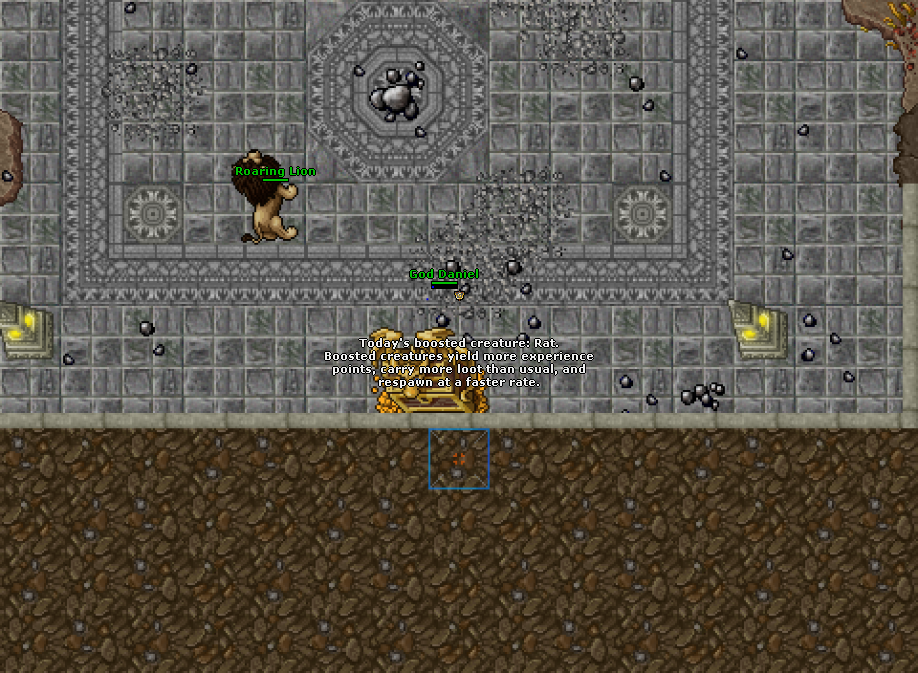 Roaring Lion
God Daniel
Today's boosted creature: Rat.
Boosted creatures yield more experience
points, carry more loot than usual, and
respawn at a faster rate.